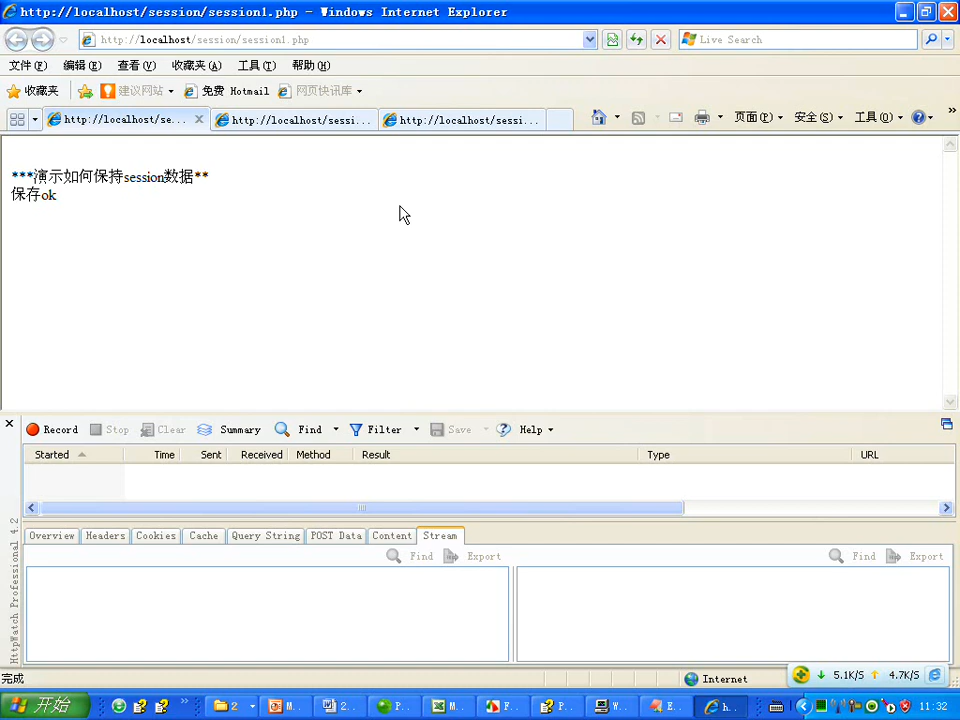 http://localhost/session/session1.php - Windows Internet Explorer
http://localhost/session/session1.php
Live Search
文件(F) 编辑(E) 查看(V) 收藏夹(A) 工具(T) 帮助(H)
收藏夹 建议网站 免费 Hotmail 网页快讯库
http://localhost/se... http://localhost/sessi... http://localhost/sessi... 页面(P) 安全(S) 工具(O) »
***演示如何保持session数据**
保存ok
Record Stop Clear Summary Find Filter Save Help
Started Time Sent Received Method Result Type URL
Overview Headers Cookies Cache Query String POST Data Content Stream
Find Export Find Export
HttpWatch Professional 4.2
完成 Internet 5.1K/S 4.7K/S
开始 » 2 M... 2... P... M... F... P... W... E... h... 11:32